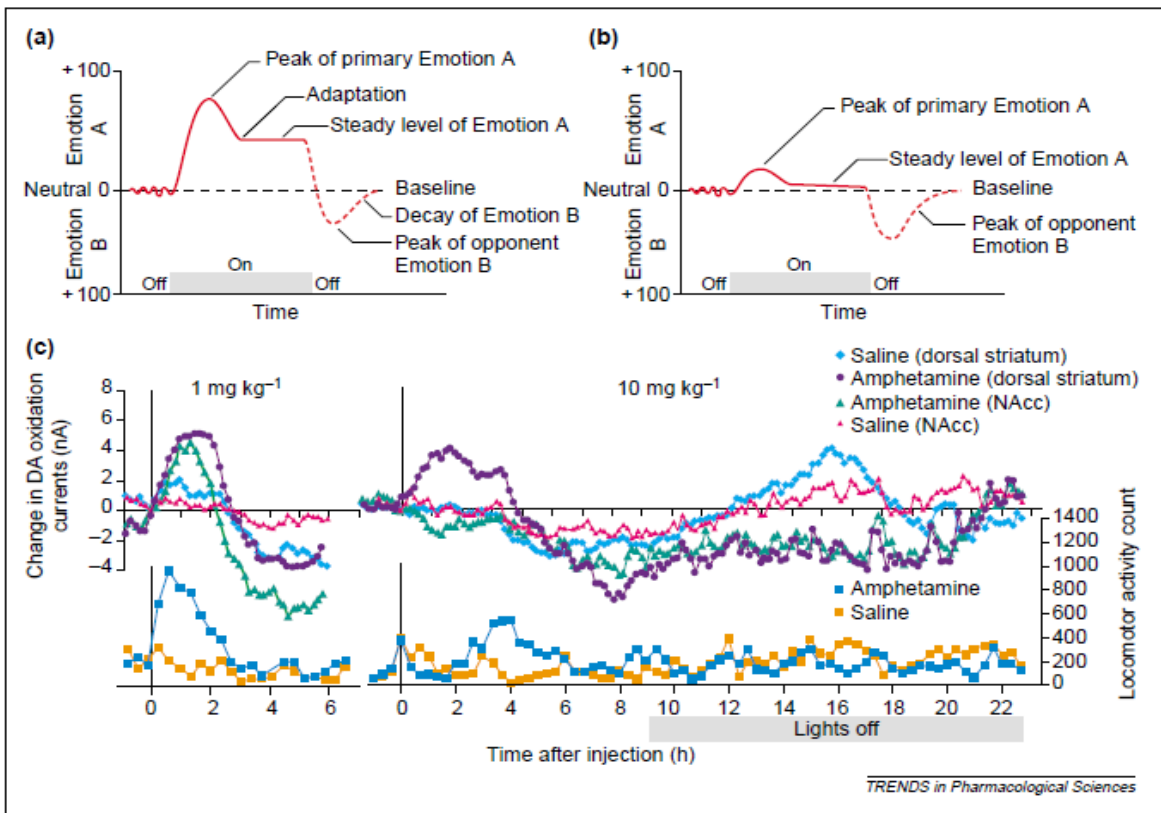 (a)
+ 100
Emotion
A
Neutral 0
Emotion
B
+ 100
Peak of primary Emotion A
Adaptation
Steady level of Emotion A
Baseline
Decay of Emotion B
Peak of opponent
Emotion B
On
Off
Off
Time
(b)
+ 100
Emotion
A
Neutral 0
Emotion
B
+ 100
Peak of primary Emotion A
Steady level of Emotion A
Baseline
Peak of opponent
Emotion B
On
Off
Off
Time
(c)
1 mg kg–1
10 mg kg–1
Saline (dorsal striatum)
Amphetamine (dorsal striatum)
Amphetamine (NAcc)
Saline (NAcc)
Change in DA oxidation
currents (nA)
8
6
4
2
0
−2
−4
1400
1200
1000
800
600
400
200
0
Locomotor activity count
Amphetamine
Saline
0 2 4 6
0 2 4 6 8 10 12 14 16 18 20 22
Lights off
Time after injection (h)
TRENDS in Pharmacological Sciences